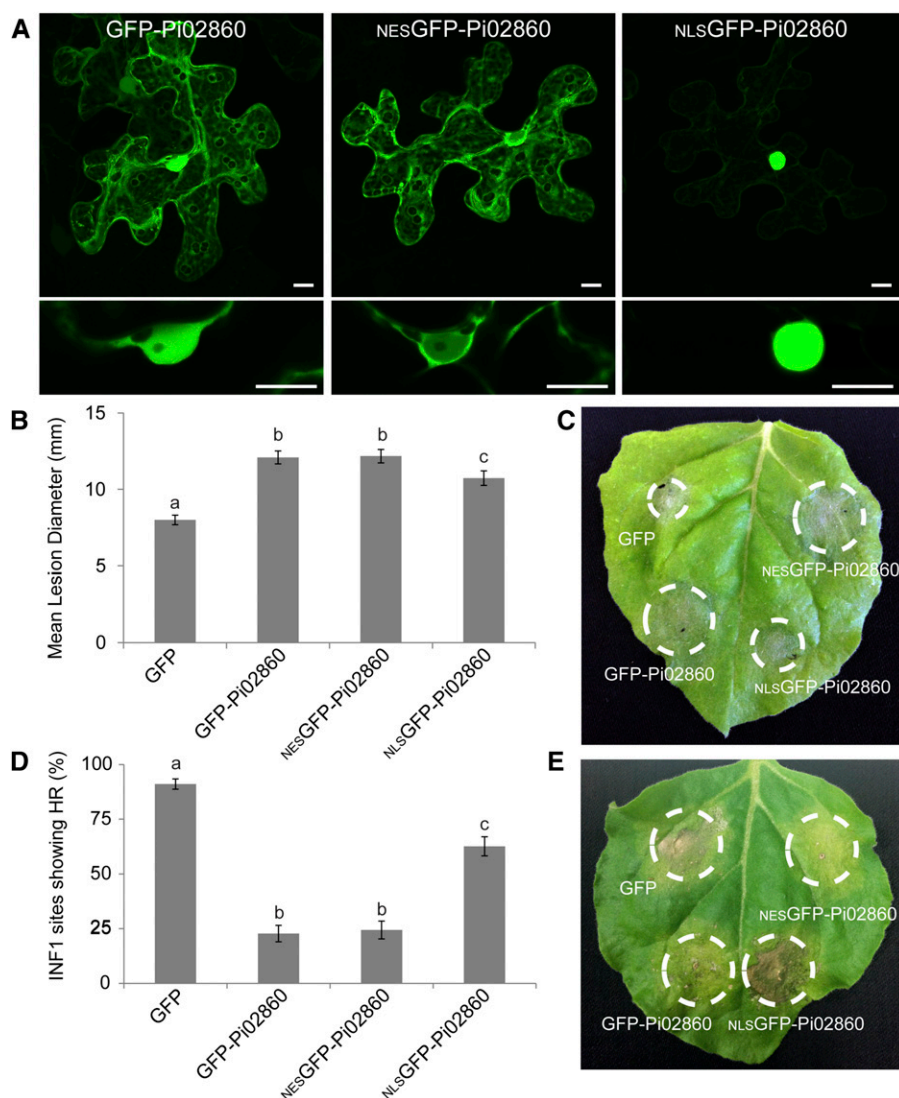 A
GFP-Pi02860
NESGFP-Pi02860
NLSGFP-Pi02860
B
Mean Lesion Diameter (mm)
15
10
5
0
a
b
b
c
GFP
GFP-Pi02860
NESGFP-Pi02860
NLSGFP-Pi02860
C
GFP
NESGFP-Pi02860
GFP-Pi02860
NLSGFP-Pi02860
D
INF1 sites showing HR (%)
100
75
50
25
0
a
b
b
c
GFP
GFP-Pi02860
NESGFP-Pi02860
NLSGFP-Pi02860
E
GFP
NESGFP-Pi02860
GFP-Pi02860
NLSGFP-Pi02860